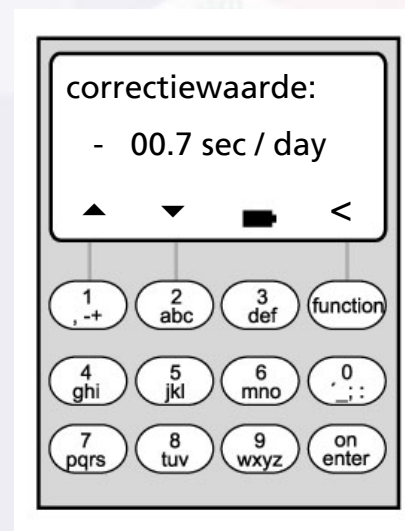 correctiewaarde:
- 00.7 sec / day
<
1 2 3 function
, -+ abc def
4 5 6 0
ghi jkl mno ´ _; :
7 8 9 on
pqrs tuv wxyz enter